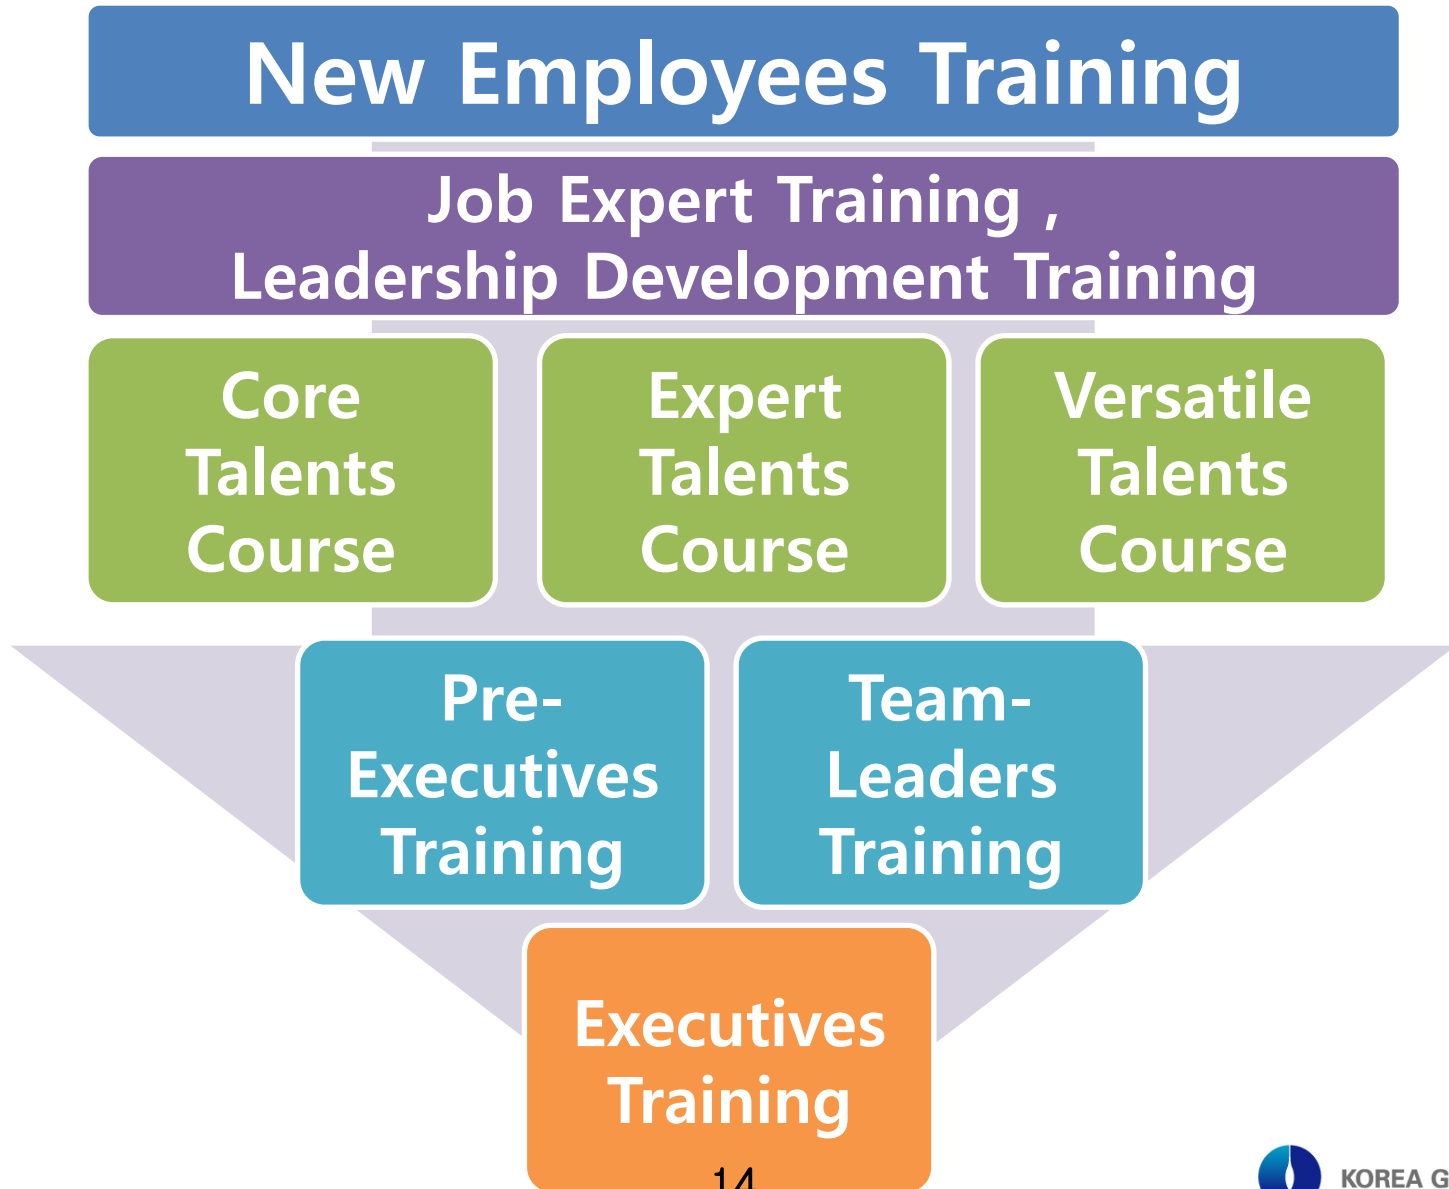 New Employees Training
Job Expert Training ,
Leadership Development Training
Core
Talents
Course
Expert
Talents
Course
Versatile
Talents
Course
Pre-
Executives
Training
Team-
Leaders
Training
Executives
Training
14
KOREA G